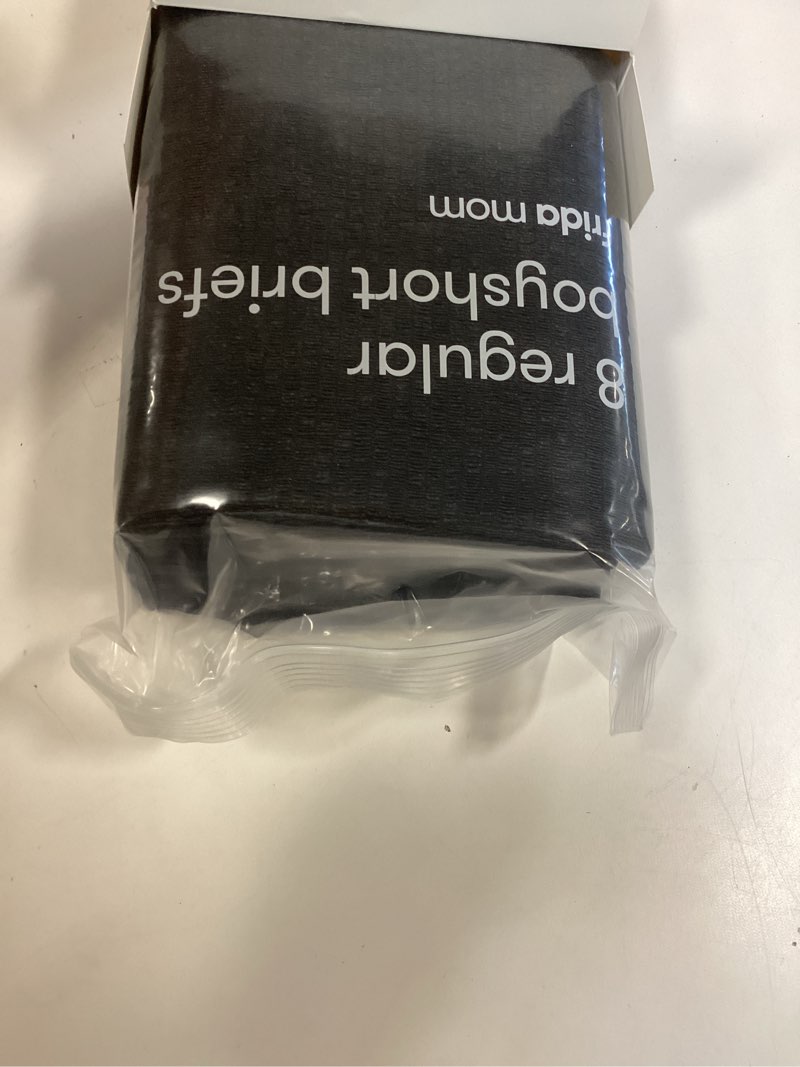 8 regular
boyshort briefs
frida mom